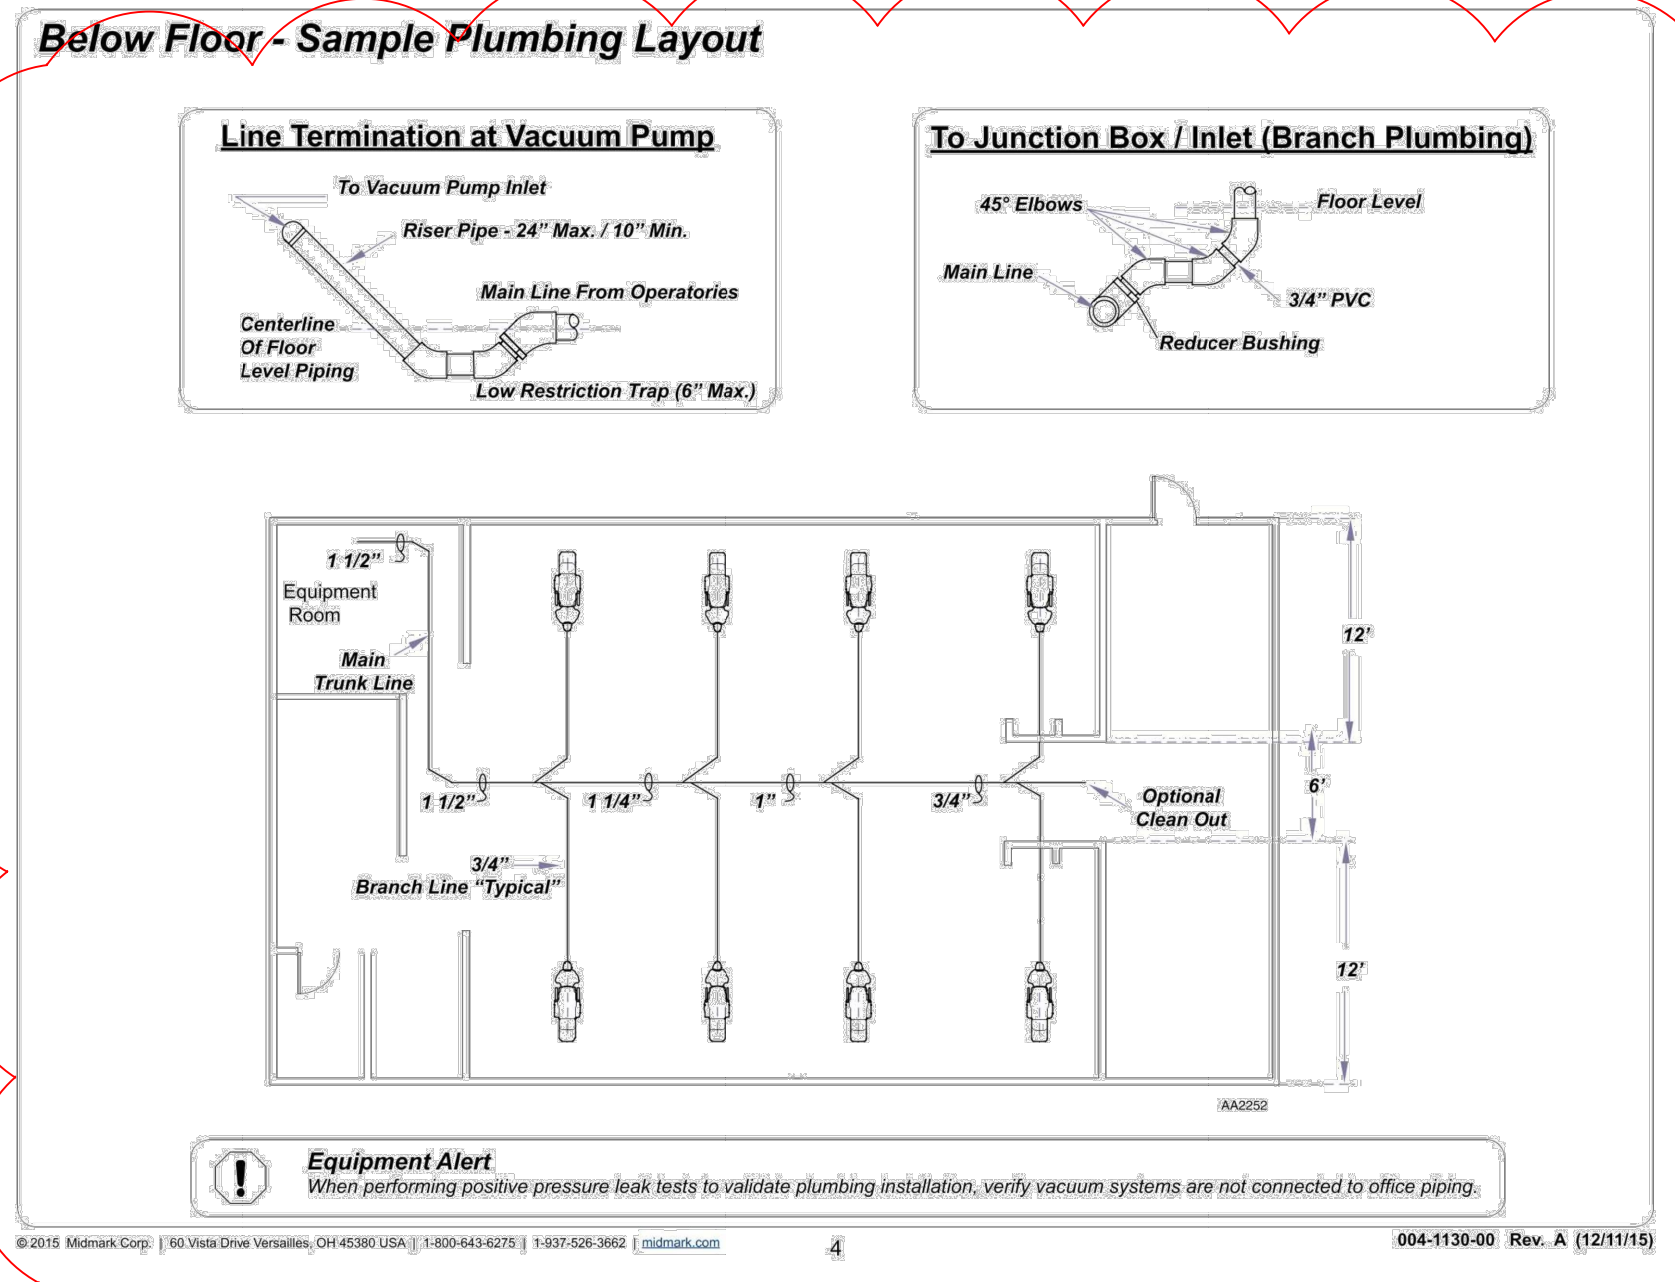 Below Floor - Sample Plumbing Layout
Line Termination at Vacuum Pump
To Vacuum Pump Inlet
Riser Pipe - 24” Max. / 10” Min.
Main Line From Operatories
Centerline
Of Floor
Level Piping
Low Restriction Trap (6” Max.)
To Junction Box / Inlet (Branch Plumbing)
45° Elbows
Floor Level
Main Line
3/4” PVC
Reducer Bushing
1 1/2”
Equipment
Room
Main
Trunk Line
12’
6’
1 1/2”
1 1/4”
1”
3/4”
Optional
Clean Out
3/4”
Branch Line “Typical”
12’
AA2252
!
Equipment Alert
When performing positive pressure leak tests to validate plumbing installation, verify vacuum systems are not connected to office piping.
© 2015 Midmark Corp. | 60 Vista Drive Versailles, OH 45380 USA | 1-800-643-6275 | 1-937-526-3662 | midmark.com
4
004-1130-00 Rev. A (12/11/15)